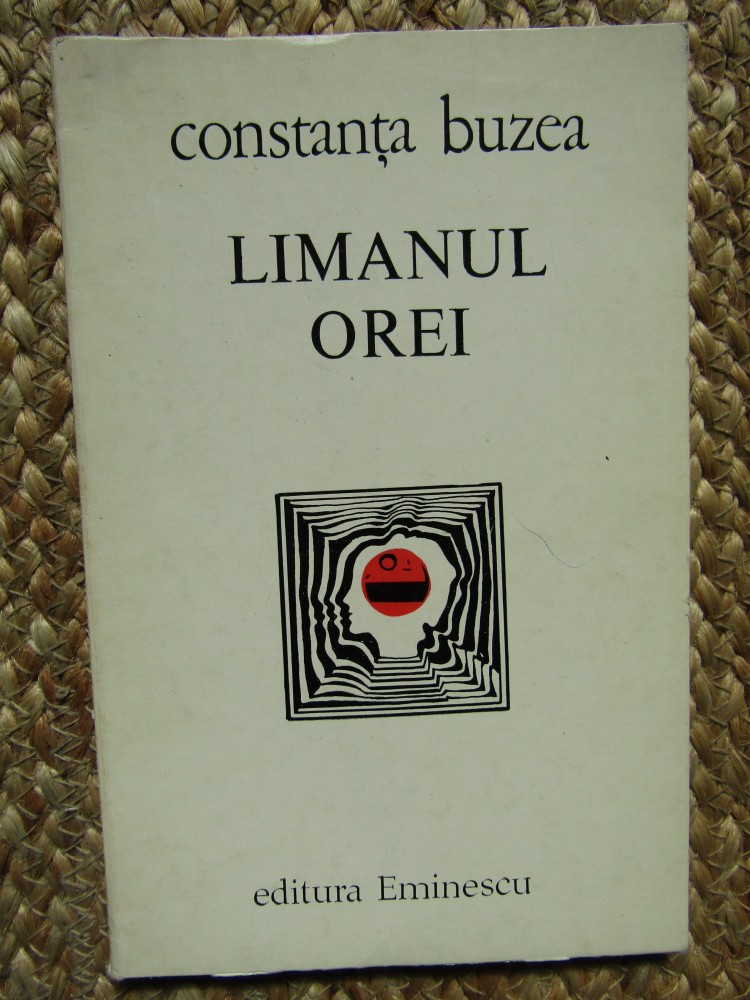 constanța buzea
LIMANUL
OREI
editura Eminescu